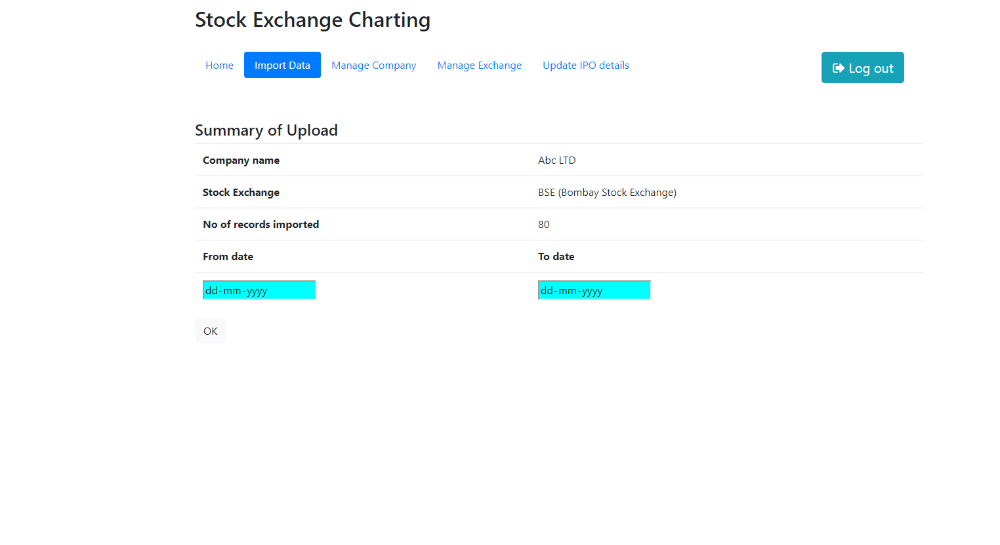 Stock Exchange Charting
Home Import Data Manage Company Manage Exchange Update IPO details Log out
Summary of Upload
Company name Abc LTD
Stock Exchange BSE (Bombay Stock Exchange)
No of records imported 80
From date To date
dd-mm-yyyy dd-mm-yyyy
OK